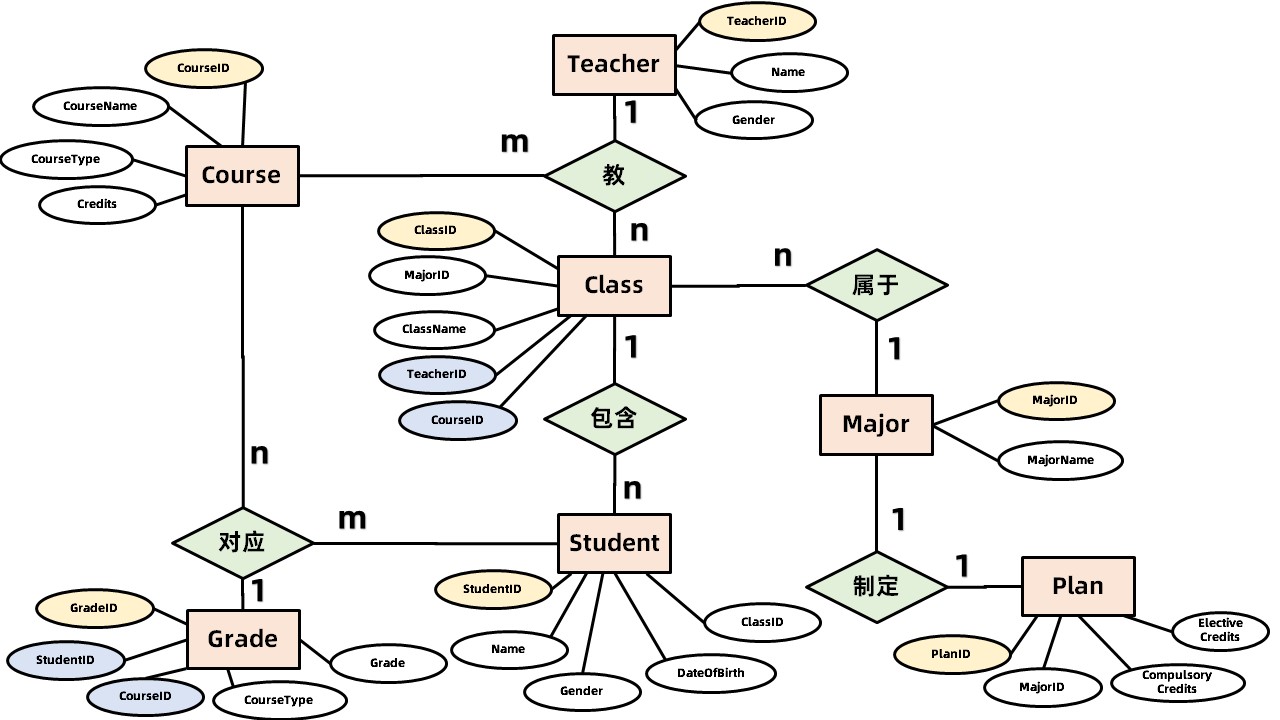 TeacherID
Teacher
Name
Gender
1
CourseID
CourseName
CourseType
Credits
Course
m
教
n
ClassID
MajorID
ClassName
TeacherID
CourseID
Class
n
属于
1
1
包含
n
Major
MajorID
MajorName
n
m
对应
1
Student
StudentID
Name
Gender
DateOfBirth
ClassID
1
制定
1
Plan
PlanID
MajorID
Compulsory
Credits
Elective
Credits
GradeID
StudentID
CourseID
CourseType
Grade
Grade